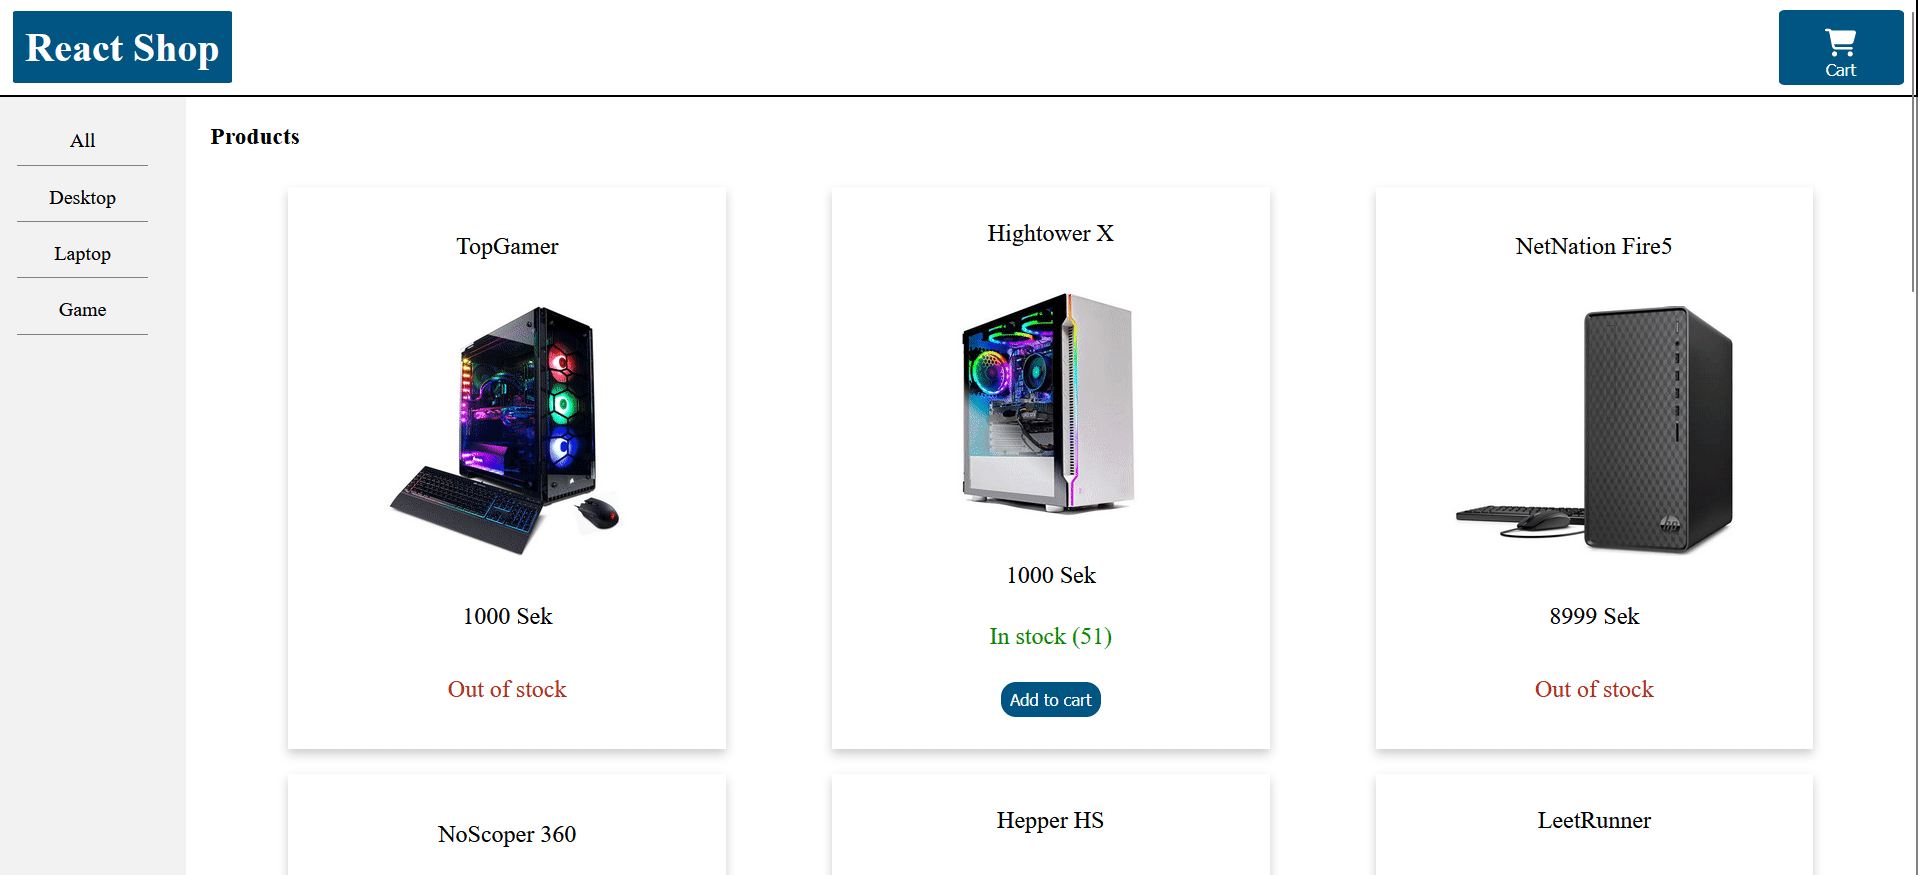 React Shop
Cart
All
Desktop
Laptop
Game
Products
TopGamer
1000 Sek
Out of stock
Hightower X
1000 Sek
In stock (51)
Add to cart
NetNation Fire5
hp
8999 Sek
Out of stock
NoScoper 360
Hepper HS
LeetRunner